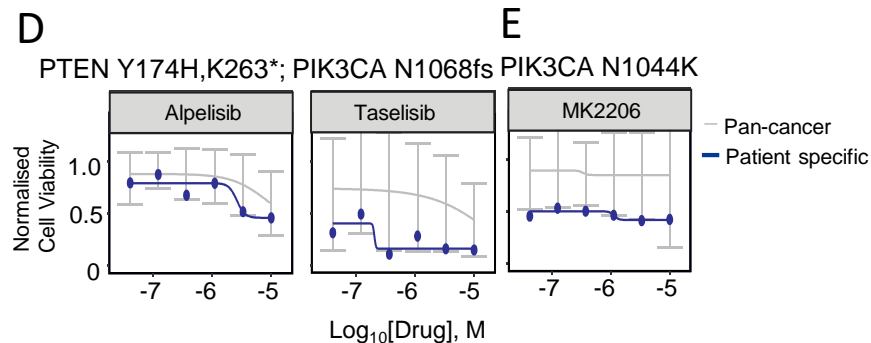 D
E
PTEN Y174H,K263*; PIK3CA N1068fs
PIK3CA N1044K
Alpelisib
Taselisib
MK2206
Pan-cancer
Patient specific
Normalised
Cell Viability
1.0
0.5
0
-7 -6 -5
-7 -6 -5
-7 -6 -5
Log10[Drug], M